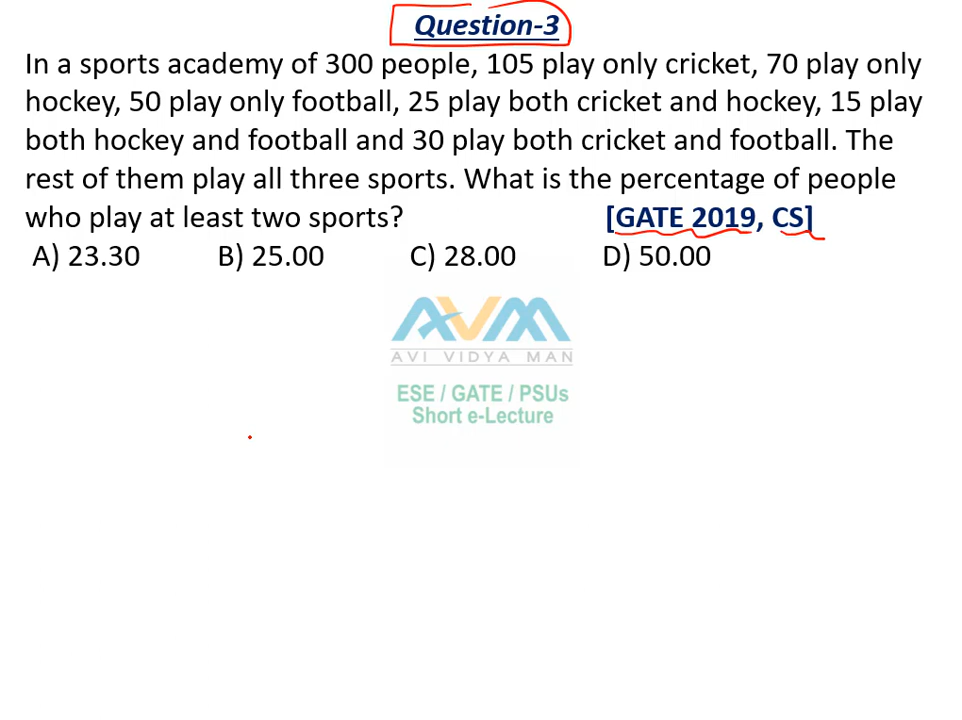 Question-3
In a sports academy of 300 people, 105 play only cricket, 70 play only
hockey, 50 play only football, 25 play both cricket and hockey, 15 play
both hockey and football and 30 play both cricket and football. The
rest of them play all three sports. What is the percentage of people
who play at least two sports? [GATE 2019, CS]
A) 23.30 B) 25.00 C) 28.00 D) 50.00
AVM
AVI VIDYA MAN
ESE / GATE / PSUs
Short e-Lecture